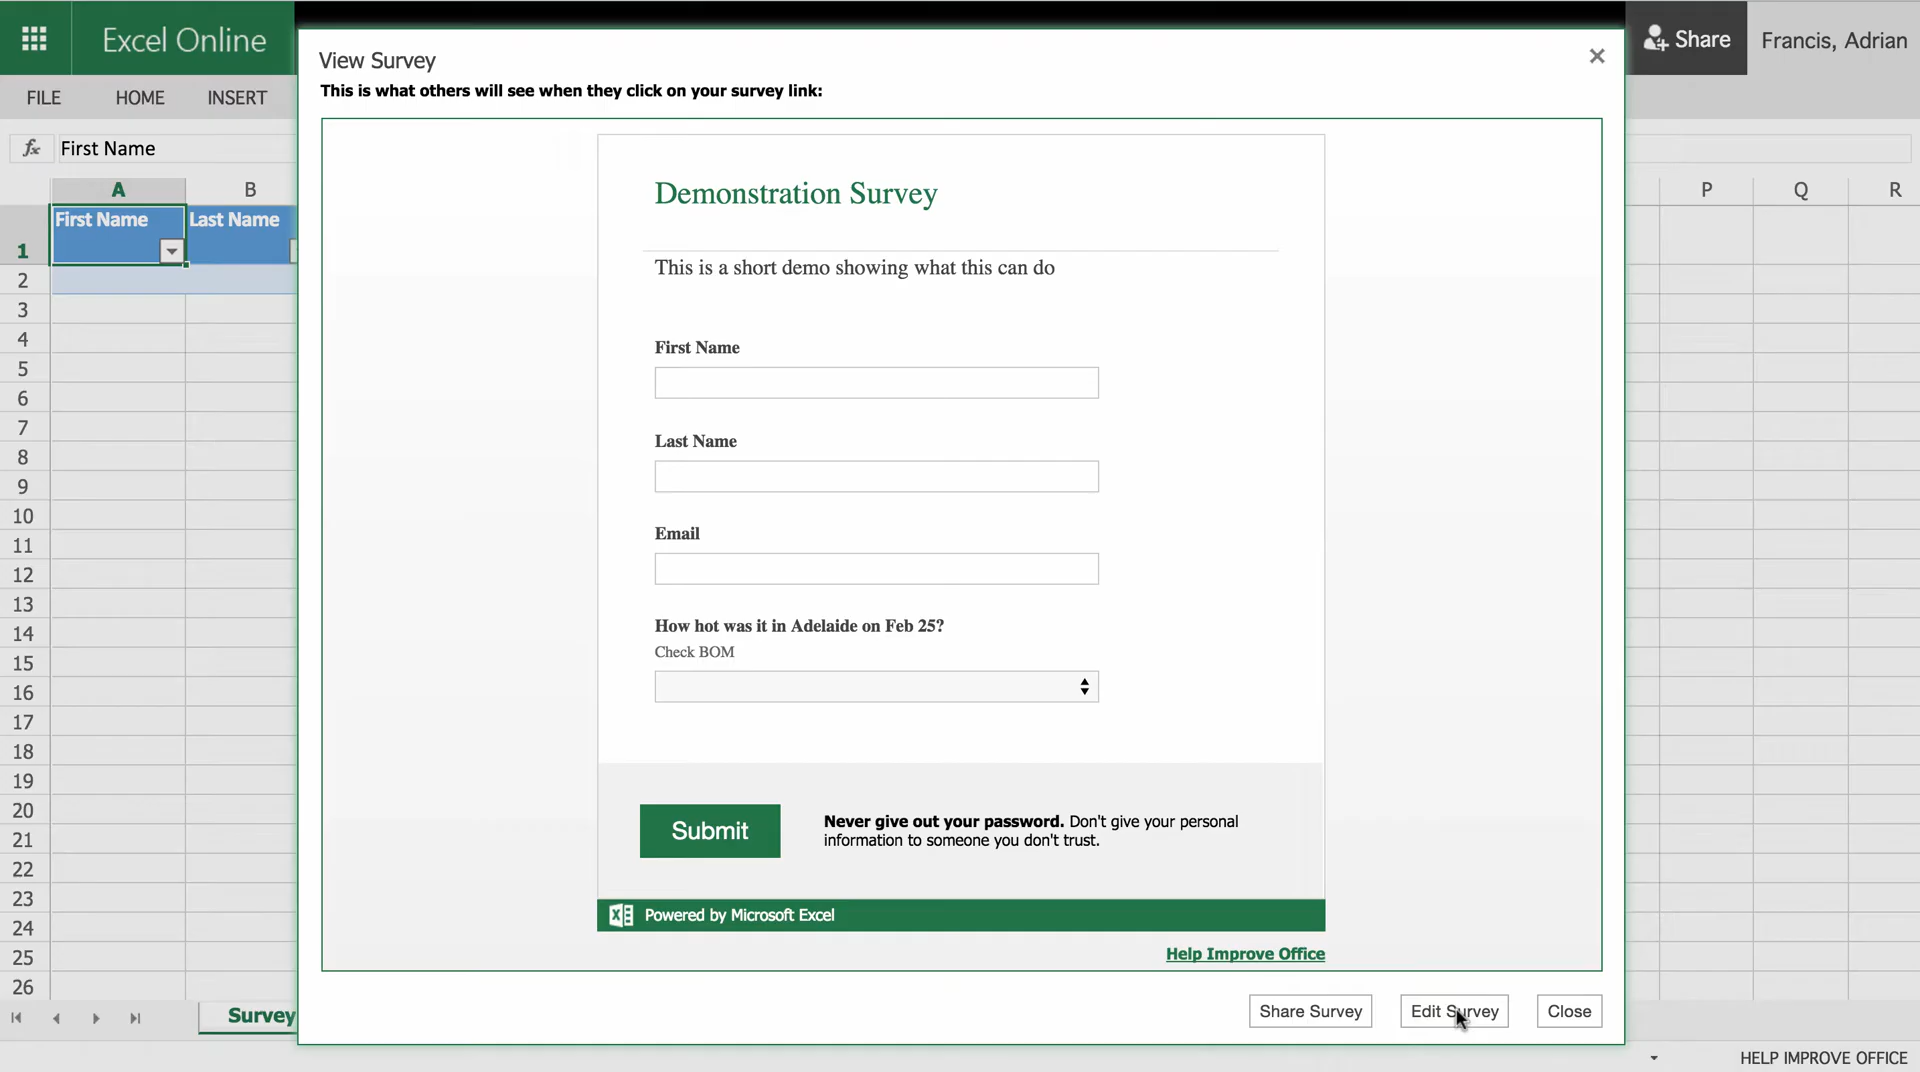 Excel Online
Share
Francis, Adrian
FILE
HOME
INSERT
fx
First Name
A
B
P
Q
R
First Name
Last Name
1
2
3
4
5
6
7
8
9
10
11
12
13
14
15
16
17
18
19
20
21
22
23
24
25
26
View Survey
This is what others will see when they click on your survey link:
Demonstration Survey
This is a short demo showing what this can do
First Name
Last Name
Email
How hot was it in Adelaide on Feb 25?
Check BOM
Submit
Never give out your password. Don't give your personal
information to someone you don't trust.
Powered by Microsoft Excel
Help Improve Office
Share Survey
Edit Survey
Close
Survey
HELP IMPROVE OFFICE